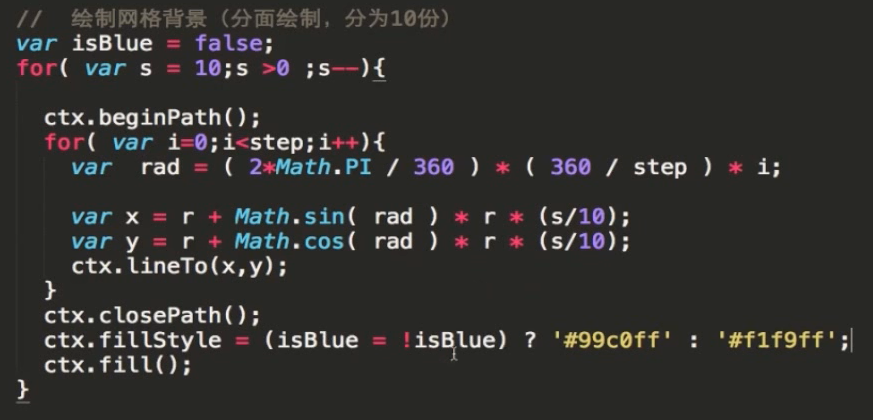 // 绘制网格背景（分面绘制，分为10份）
var isBlue = false;
for( var s = 10;s >0 ;s--){
ctx.beginPath();
for( var i=0;i<step;i++){
var rad = ( 2*Math.PI / 360 ) * ( 360 / step ) * i;
var x = r + Math.sin( rad ) * r * (s/10);
var y = r + Math.cos( rad ) * r * (s/10);
ctx.lineTo(x,y);
}
ctx.closePath();
ctx.fillStyle = (isBlue = !isBlue) ? '#99c0ff' : '#f1f9ff';
ctx.fill();
}